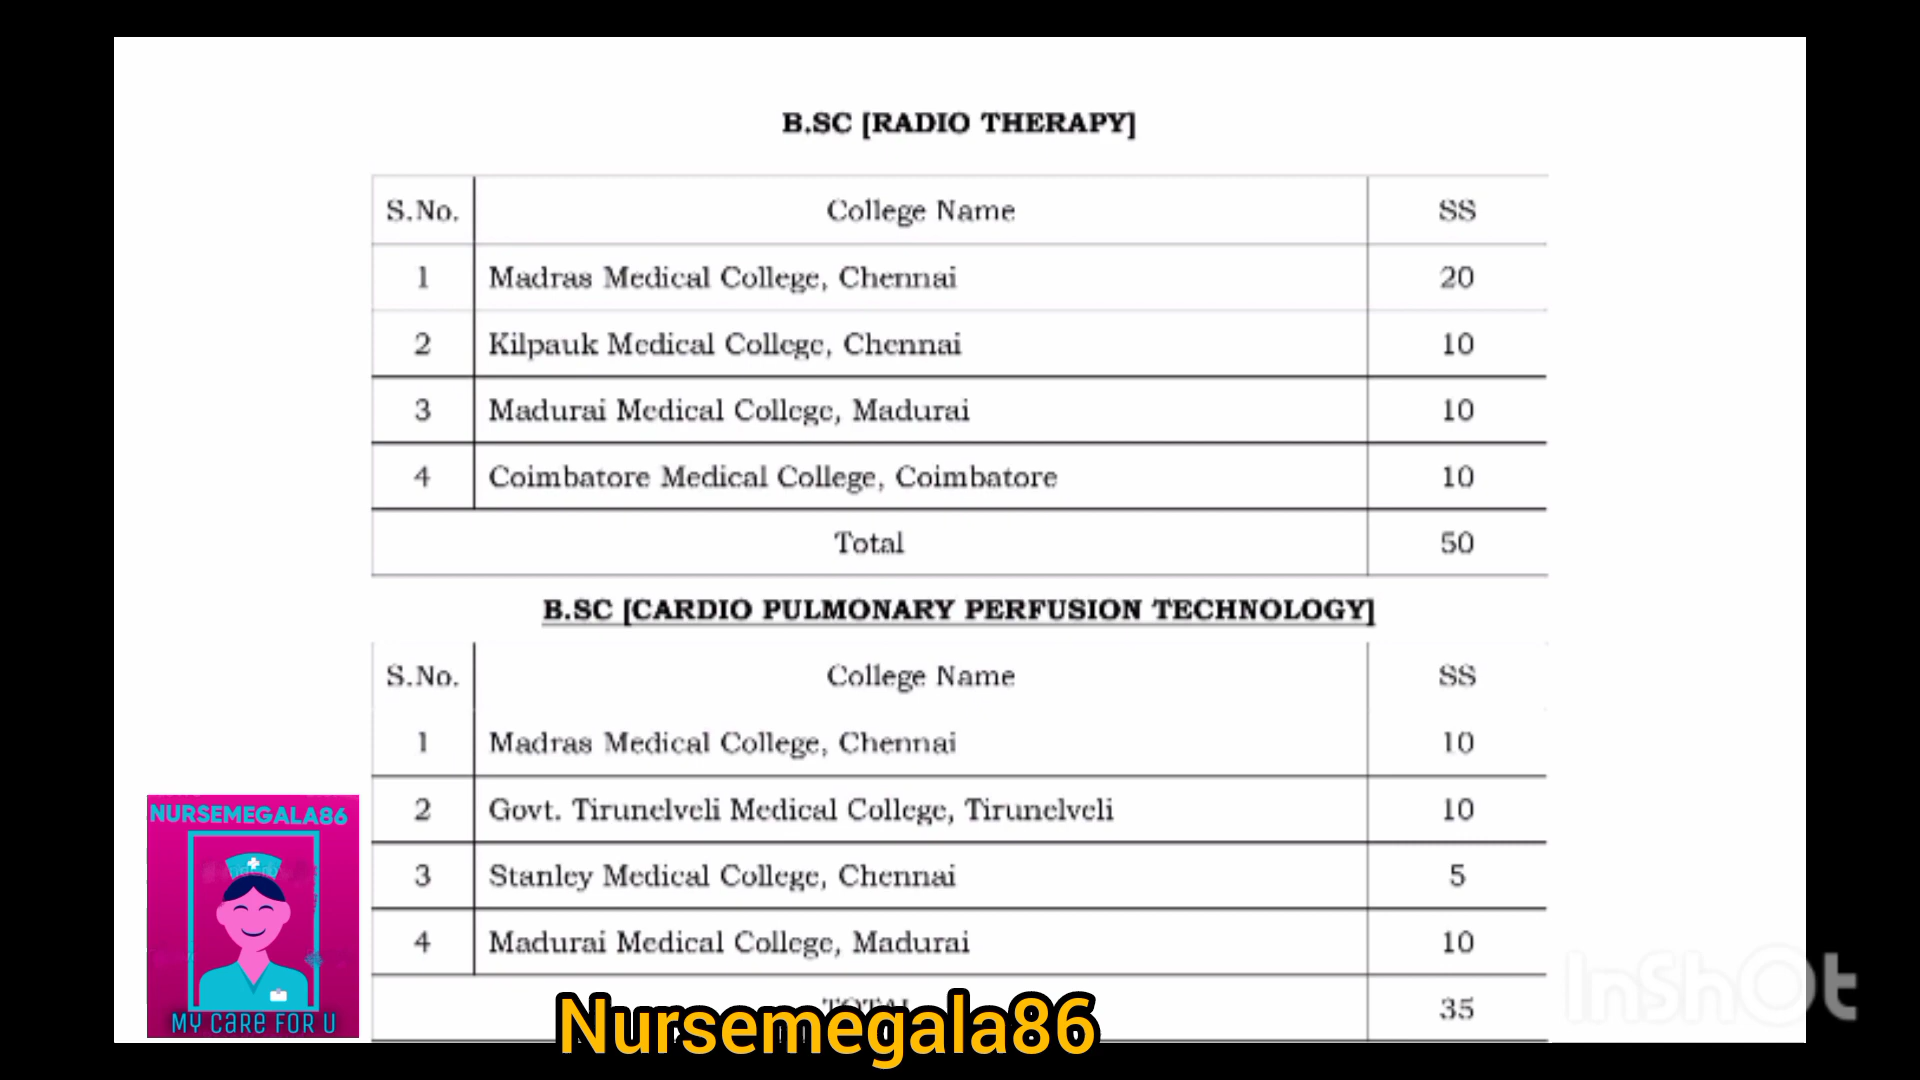 B.SC [RADIO THERAPY]
S.No. College Name SS
1 Madras Medical College, Chennai 20
2 Kilpauk Medical College, Chennai 10
3 Madurai Medical College, Madurai 10
4 Coimbatore Medical College, Coimbatore 10
Total 50
B.SC [CARDIO PULMONARY PERFUSION TECHNOLOGY]
S.No. College Name SS
1 Madras Medical College, Chennai 10
2 Govt. Tirunelveli Medical College, Tirunelveli 10
3 Stanley Medical College, Chennai 5
4 Madurai Medical College, Madurai 10
TOTAL 35
NURSEMEGALA86
MY CARE FOR U
Nursemegala86
InShOt